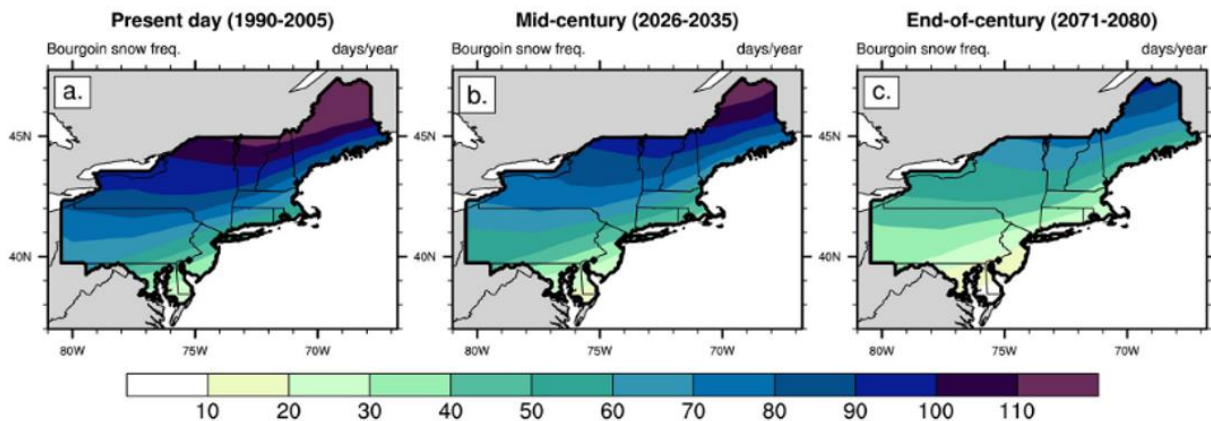 Present day (1990-2005) Mid-century (2026-2035) End-of-century (2071-2080)
Bourgoin snow freq. days/year Bourgoin snow freq. days/year Bourgoin snow freq. days/year
a. b. c.
45N 45N 45N
40N 40N 40N
80W 75W 70W 80W 75W 70W 80W 75W 70W
10 20 30 40 50 60 70 80 90 100 110